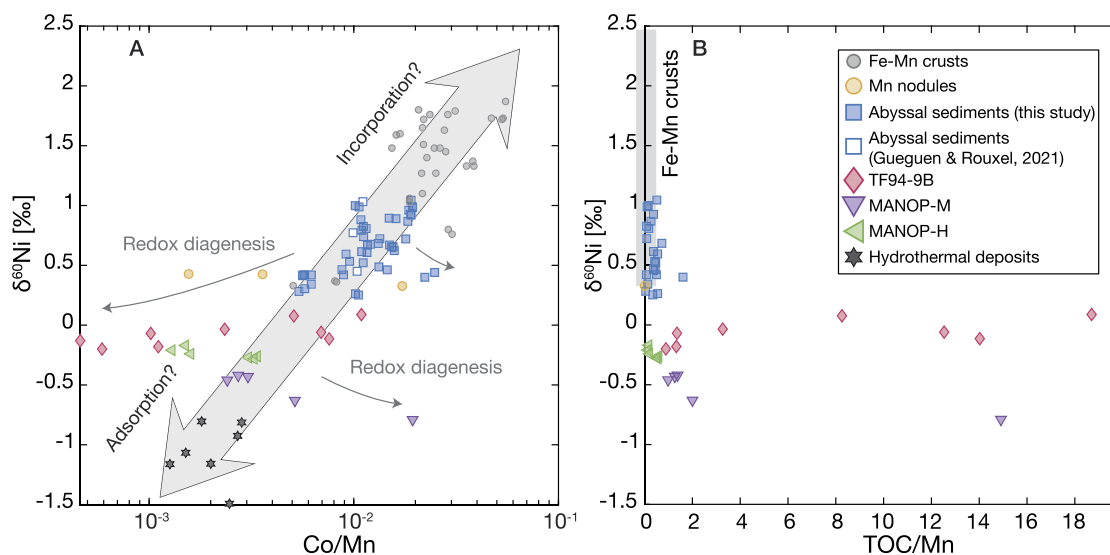 A
2.5
2
1.5
1
0.5
0
-0.5
-1
-1.5
δ⁶⁰Ni [‰]
10⁻³
10⁻²
10⁻¹
Co/Mn
Incorporation?
Adsorption?
Redox diagenesis
Redox diagenesis
B
2.5
2
1.5
1
0.5
0
-0.5
-1
-1.5
δ⁶⁰Ni [‰]
0 2 4 6 8 10 12 14 16 18
TOC/Mn
Fe-Mn crusts
Fe-Mn crusts
Mn nodules
Abyssal sediments (this study)
Abyssal sediments
(Gueguen & Rouxel, 2021)
TF94-9B
MANOP-M
MANOP-H
Hydrothermal deposits